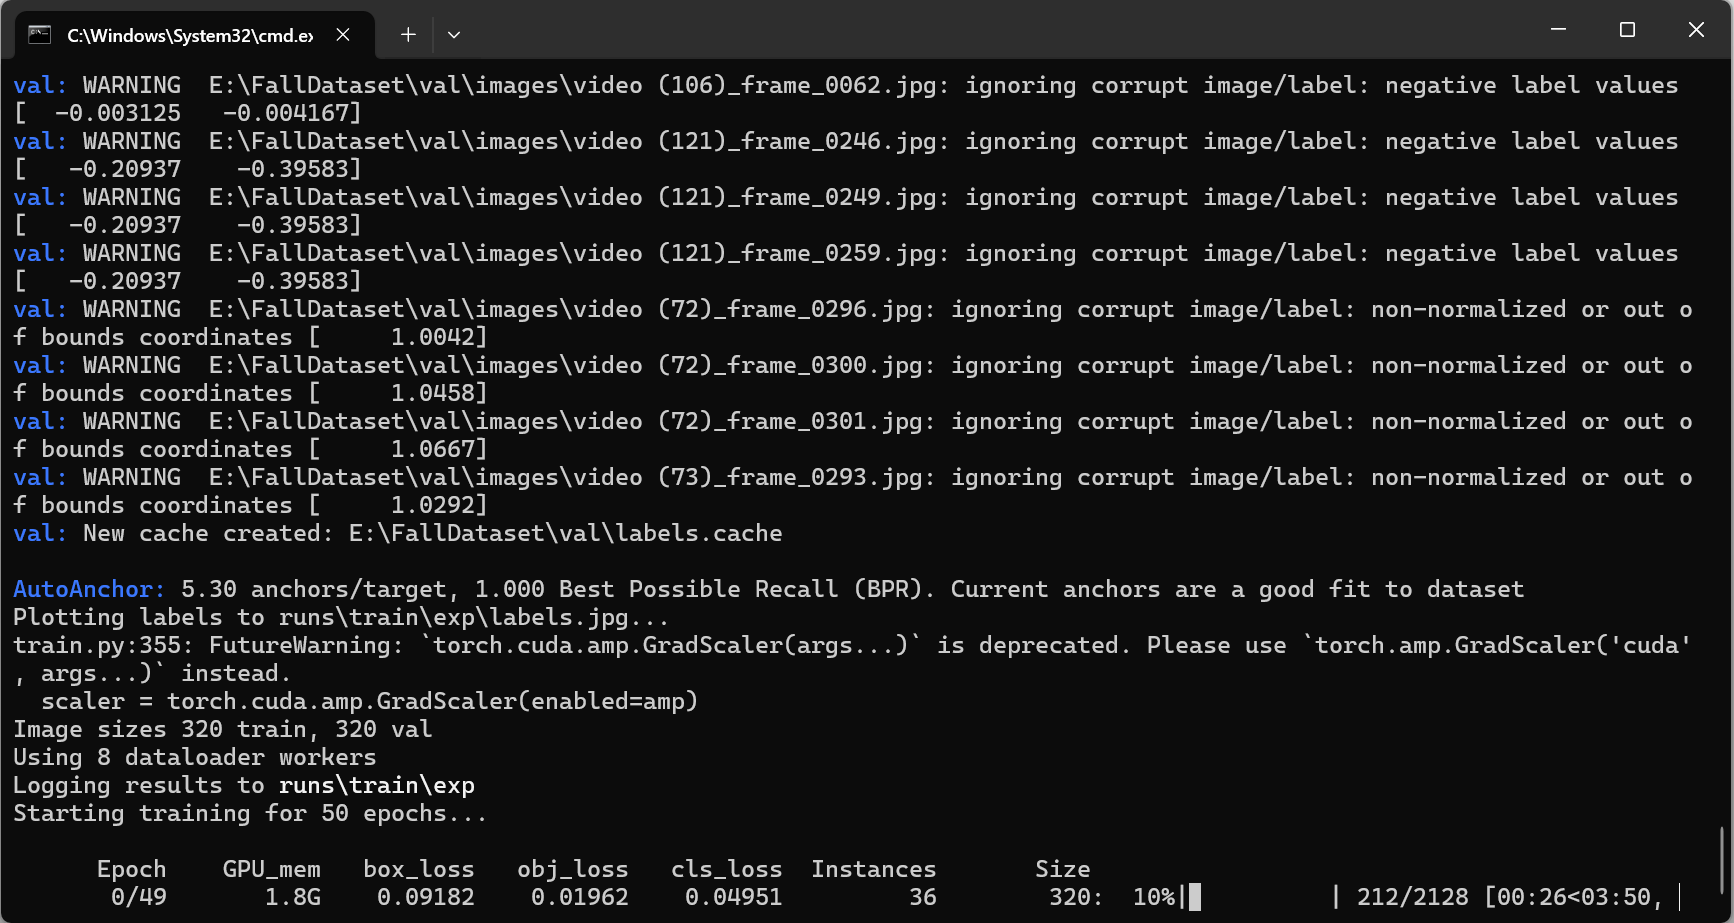 C:\Windows\System32\cmd.ex
val: WARNING  E:\FallDataset\val\images\video (106)_frame_0062.jpg: ignoring corrupt image/label: negative label values
[  -0.003125   -0.004167]
val: WARNING  E:\FallDataset\val\images\video (121)_frame_0246.jpg: ignoring corrupt image/label: negative label values
[   -0.20937    -0.39583]
val: WARNING  E:\FallDataset\val\images\video (121)_frame_0249.jpg: ignoring corrupt image/label: negative label values
[   -0.20937    -0.39583]
val: WARNING  E:\FallDataset\val\images\video (121)_frame_0259.jpg: ignoring corrupt image/label: negative label values
[   -0.20937    -0.39583]
val: WARNING  E:\FallDataset\val\images\video (72)_frame_0296.jpg: ignoring corrupt image/label: non-normalized or out o
f bounds coordinates [     1.0042]
val: WARNING  E:\FallDataset\val\images\video (72)_frame_0300.jpg: ignoring corrupt image/label: non-normalized or out o
f bounds coordinates [     1.0458]
val: WARNING  E:\FallDataset\val\images\video (72)_frame_0301.jpg: ignoring corrupt image/label: non-normalized or out o
f bounds coordinates [     1.0667]
val: WARNING  E:\FallDataset\val\images\video (73)_frame_0293.jpg: ignoring corrupt image/label: non-normalized or out o
f bounds coordinates [     1.0292]
val: New cache created: E:\FallDataset\val\labels.cache
AutoAnchor: 5.30 anchors/target, 1.000 Best Possible Recall (BPR). Current anchors are a good fit to dataset
Plotting labels to runs\train\exp\labels.jpg...
train.py:355: FutureWarning: `torch.cuda.amp.GradScaler(args...)` is deprecated. Please use `torch.amp.GradScaler('cuda'
, args...)` instead.
  scaler = torch.cuda.amp.GradScaler(enabled=amp)
Image sizes 320 train, 320 val
Using 8 dataloader workers
Logging results to runs\train\exp
Starting training for 50 epochs...
      Epoch    GPU_mem   box_loss   obj_loss   cls_loss  Instances       Size
       0/49       1.8G    0.09182    0.01962    0.04951         36        320:  10%|█         | 212/2128 [00:26<03:50,